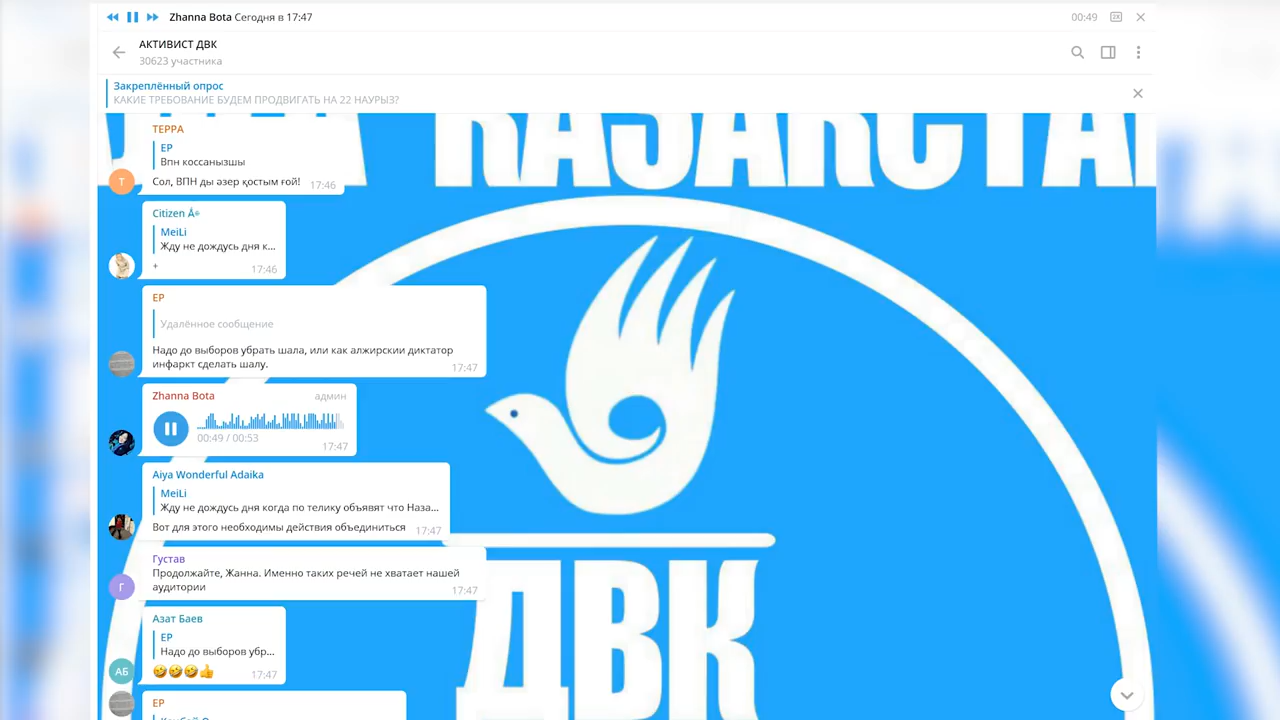 Zhanna Bota Сегодня в 17:47
00:49
2X
АКТИВИСТ ДВК
30623 участника
Закреплённый опрос
КАКИЕ ТРЕБОВАНИЕ БУДЕМ ПРОДВИГАТЬ НА 22 НАУРЫЗ?
КАЗАКСТАН
ТЕРРА
ЕР
Впн коссанызшы
Т
Сол, ВПН ды әзер қостым ғой!
17:46
Citizen
MeiLi
Жду не дождусь дня к...
+
17:46
ЕР
Удалённое сообщение
Надо до выборов убрать шала, или как алжирскии диктатор
инфаркт сделать шалу.
17:47
Zhanna Bota
админ
00:49 / 00:53
17:47
Aiya Wonderful Adaika
MeiLi
Жду не дождусь дня когда по телику объявят что Наза...
Вот для этого необходимы действия объединиться
17:47
Густав
Г
Продолжайте, Жанна. Именно таких речей не хватает нашей
аудитории
17:47
ДВК
Азат Баев
ЕР
Надо до выборов убр...
АБ
🤣🤣🤣👍
17:47
ЕР